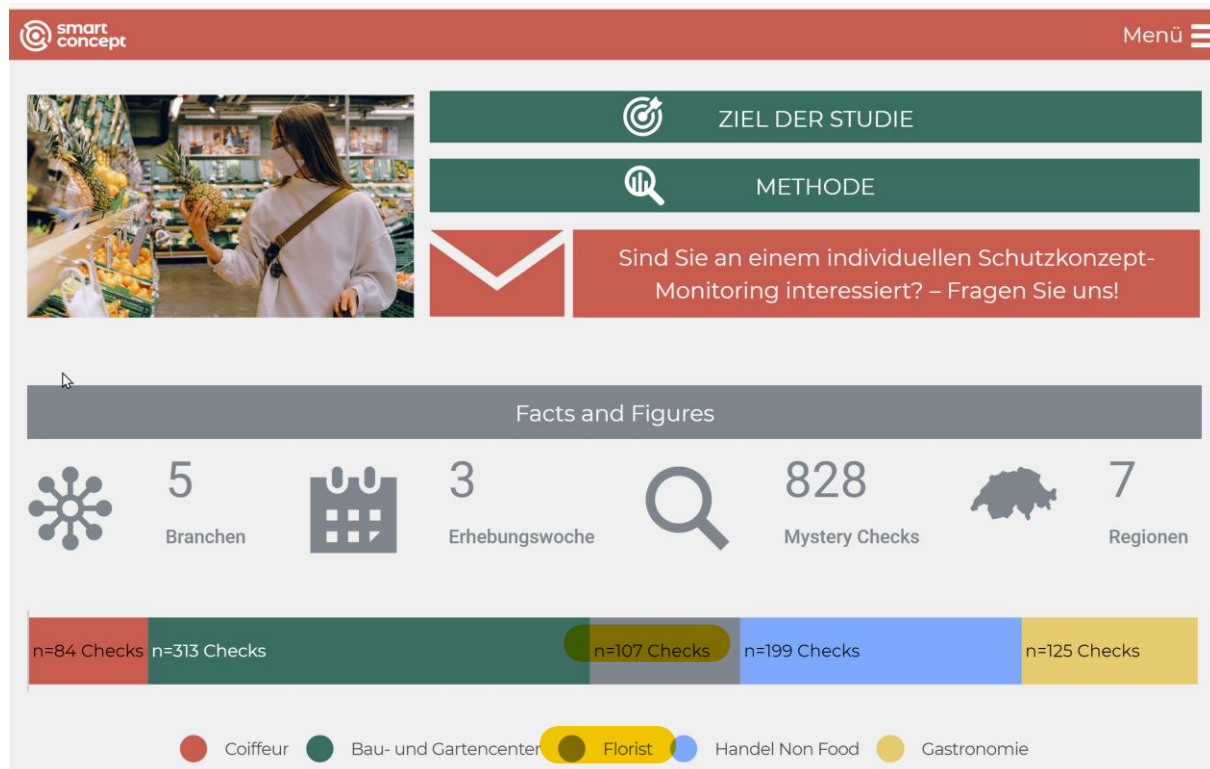 smart
concept
Menü
ZIEL DER STUDIE
METHODE
Sind Sie an einem individuellen Schutzkonzept-
Monitoring interessiert? – Fragen Sie uns!
Facts and Figures
5
Branchen
3
Erhebungswoche
828
Mystery Checks
7
Regionen
n=84 Checks n=313 Checks n=107 Checks n=199 Checks n=125 Checks
Coiffeur Bau- und Gartencenter Florist Handel Non Food Gastronomie